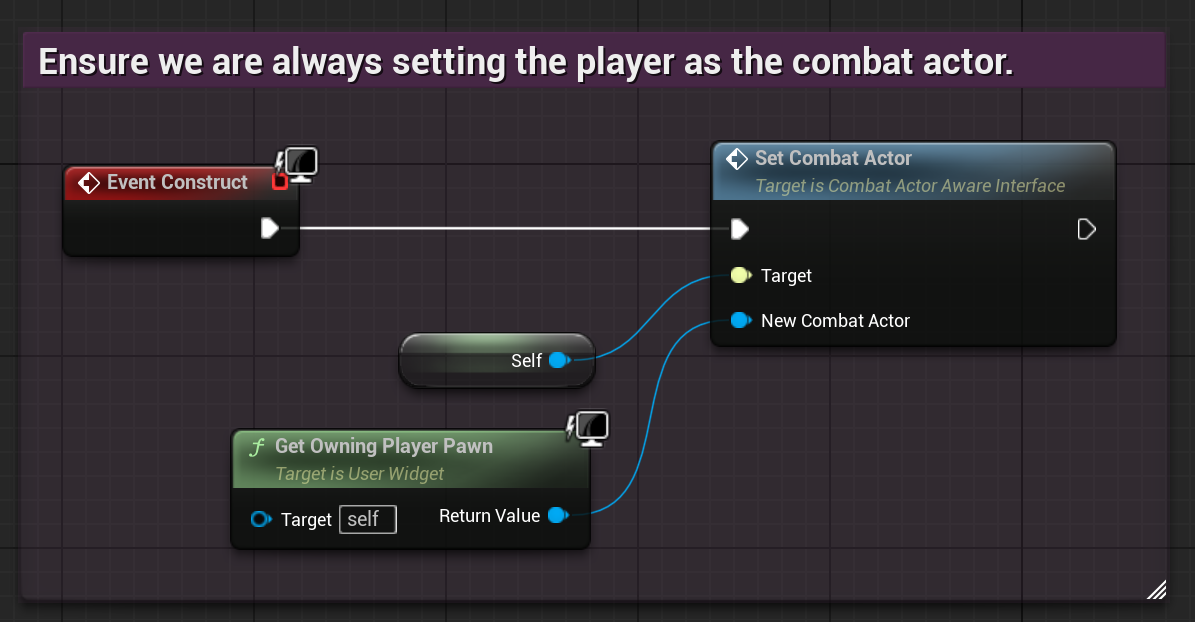 Ensure we are always setting the player as the combat actor.
Event Construct
Set Combat Actor
Target is Combat Actor Aware Interface
Target
New Combat Actor
Self
Get Owning Player Pawn
Target is User Widget
Target self
Return Value